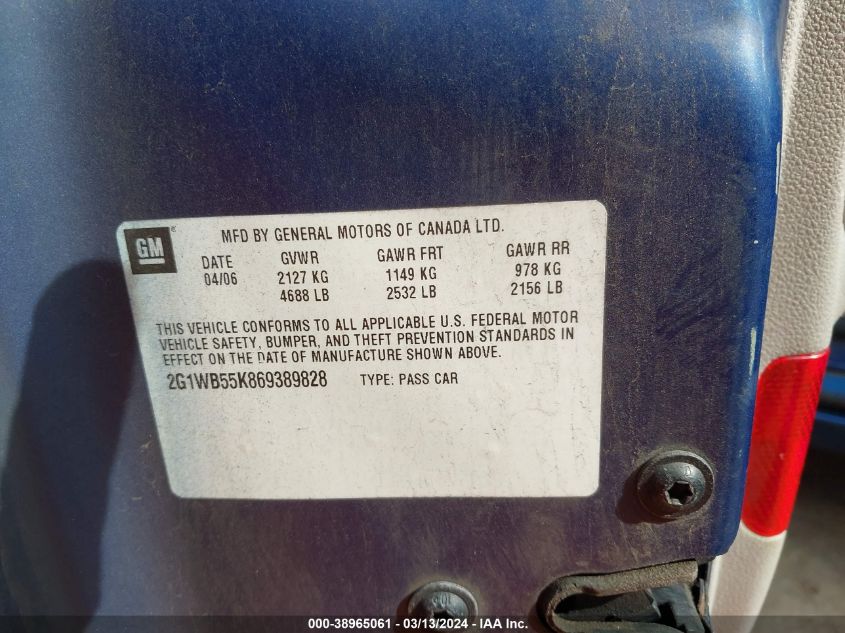 GM®
MFD BY GENERAL MOTORS OF CANADA LTD.
DATE GVWR GAWR FRT GAWR RR
04/06 2127 KG 1149 KG 978 KG
4688 LB 2532 LB 2156 LB
THIS VEHICLE CONFORMS TO ALL APPLICABLE U.S. FEDERAL MOTOR
VEHICLE SAFETY, BUMPER, AND THEFT PREVENTION STANDARDS IN
EFFECT ON THE DATE OF MANUFACTURE SHOWN ABOVE.
2G1WB55K869389828 TYPE: PASS CAR
000-38965061 - 03/13/2024 - IAA Inc.